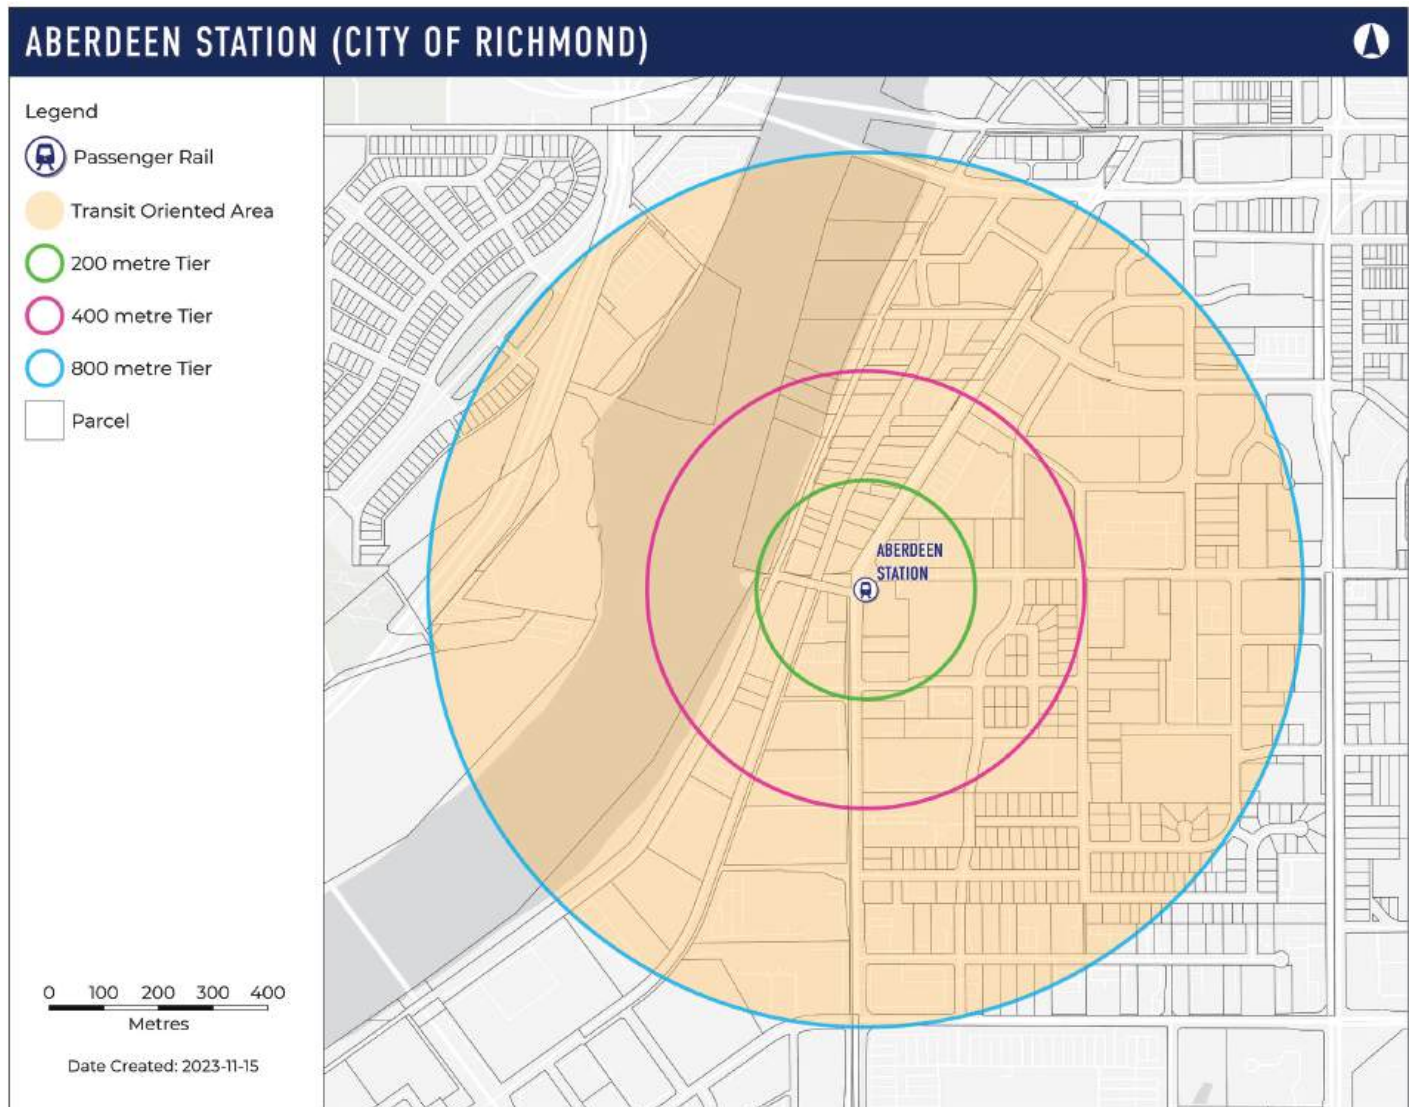 ABERDEEN STATION (CITY OF RICHMOND)
Legend
Passenger Rail
Transit Oriented Area
200 metre Tier
400 metre Tier
800 metre Tier
Parcel
ABERDEEN
STATION
0 100 200 300 400
Metres
Date Created: 2023-11-15